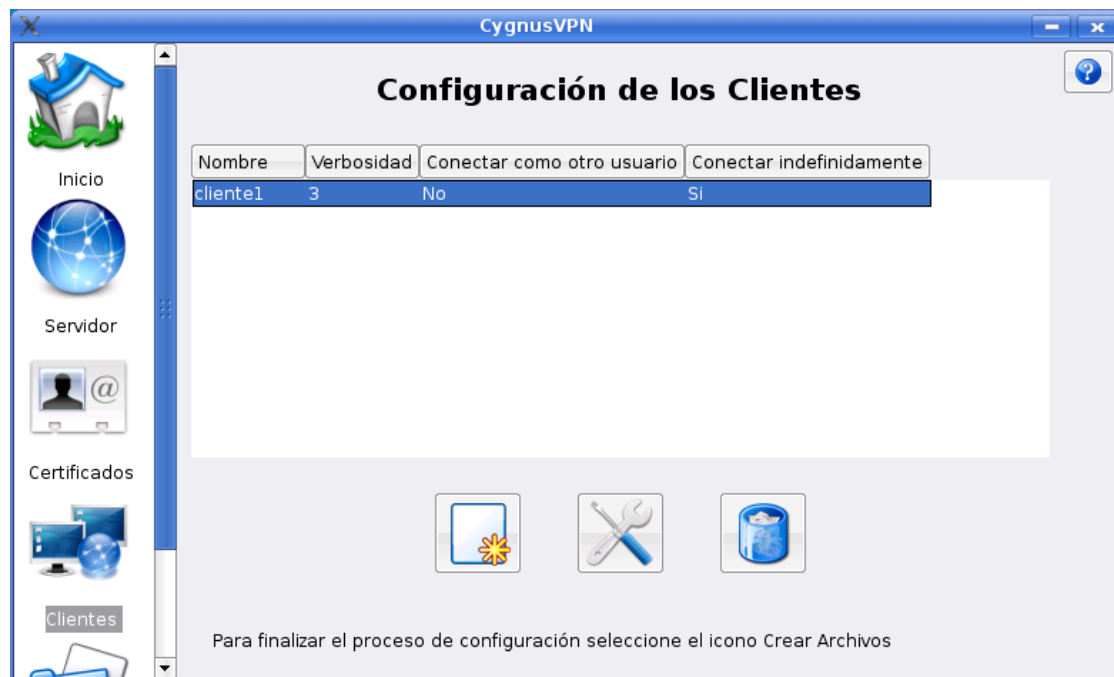 CygnusVPN
Inicio
Servidor
@
Certificados
Clientes
Configuración de los Clientes
?
Nombre Verbosidad Conectar como otro usuario Conectar indefinidamente
cliente1 3 No Si
Para finalizar el proceso de configuración seleccione el icono Crear Archivos